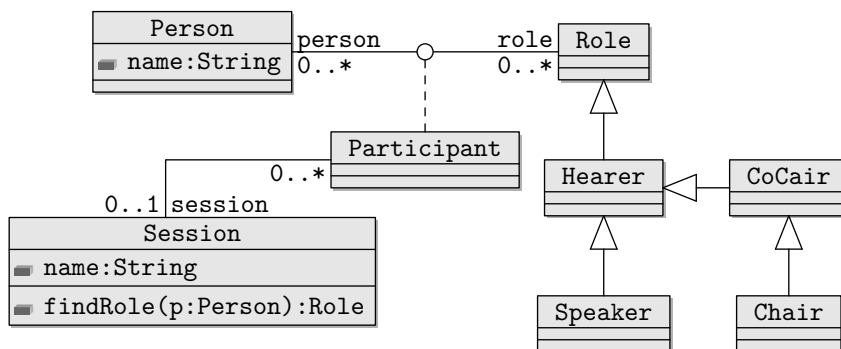 Person
name:String
person
0..*
role
0..*
Role
Participant
0..*
Hearer
CoCair
0..1 session
Session
name:String
findRole(p:Person):Role
Speaker
Chair